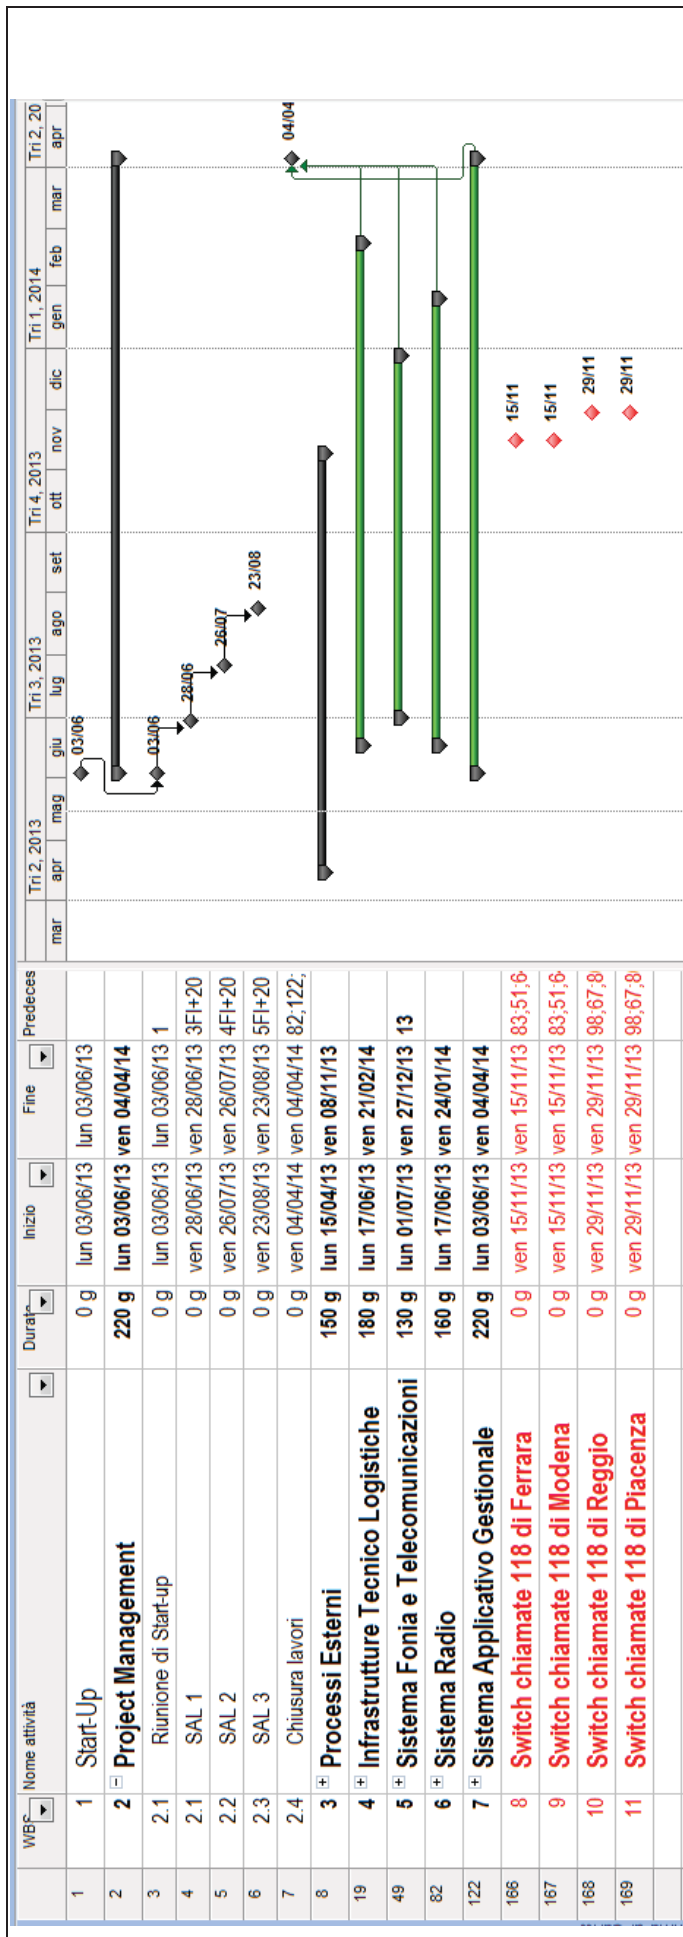 WBS Nome attività Durata Inizio Fine Predeces
1 1 Start-Up 0 g lun 03/06/13 lun 03/06/13
2 2 Project Management 220 g lun 03/06/13 ven 04/04/14
3 2.1 Riunione di Start-up 0 g lun 03/06/13 lun 03/06/13 1
4 2.1 SAL 1 0 g ven 28/06/13 ven 28/06/13 3FI+20
5 2.2 SAL 2 0 g ven 26/07/13 ven 26/07/13 4FI+20
6 2.3 SAL 3 0 g ven 23/08/13 ven 23/08/13 5FI+20
7 2.4 Chiusura lavori 0 g ven 04/04/14 ven 04/04/14 82;122;
8 3 Processi Esterni 150 g lun 15/04/13 ven 08/11/13
19 4 Infrastrutture Tecnico Logistiche 180 g lun 17/06/13 ven 21/02/14
49 5 Sistema Fonia e Telecomunicazioni 130 g lun 01/07/13 ven 27/12/13 13
82 6 Sistema Radio 160 g lun 17/06/13 ven 24/01/14
122 7 Sistema Applicativo Gestionale 220 g lun 03/06/13 ven 04/04/14
166 8 Switch chiamate 118 di Ferrara 0 g ven 15/11/13 ven 15/11/13 83;51;6
167 9 Switch chiamate 118 di Modena 0 g ven 15/11/13 ven 15/11/13 83;51;6
168 10 Switch chiamate 118 di Reggio 0 g ven 29/11/13 ven 29/11/13 98;67;8
169 11 Switch chiamate 118 di Piacenza 0 g ven 29/11/13 ven 29/11/13 98;67;8
Tri 2, 2013 Tri 3, 2013 Tri 4, 2013 Tri 1, 2014 Tri 2, 20
mar apr mag giu lug ago set ott nov dic gen feb mar apr
03/06
03/06
28/06
26/07
23/08
04/04
15/11
15/11
29/11
29/11